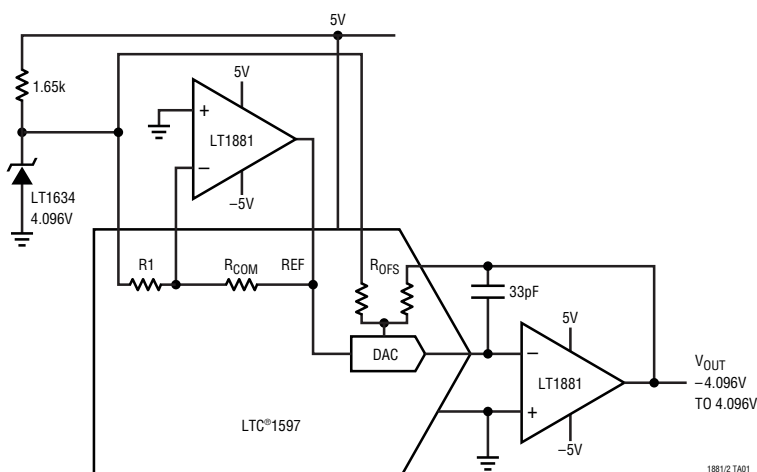 5V
1.65k
5V
+
LT1881
−
−5V
LT1634
4.096V
R1
RCOM
REF
ROFS
33pF
DAC
5V
−
LT1881
+
−5V
VOUT
−4.096V
TO 4.096V
LTC®1597
1881/2 TA01